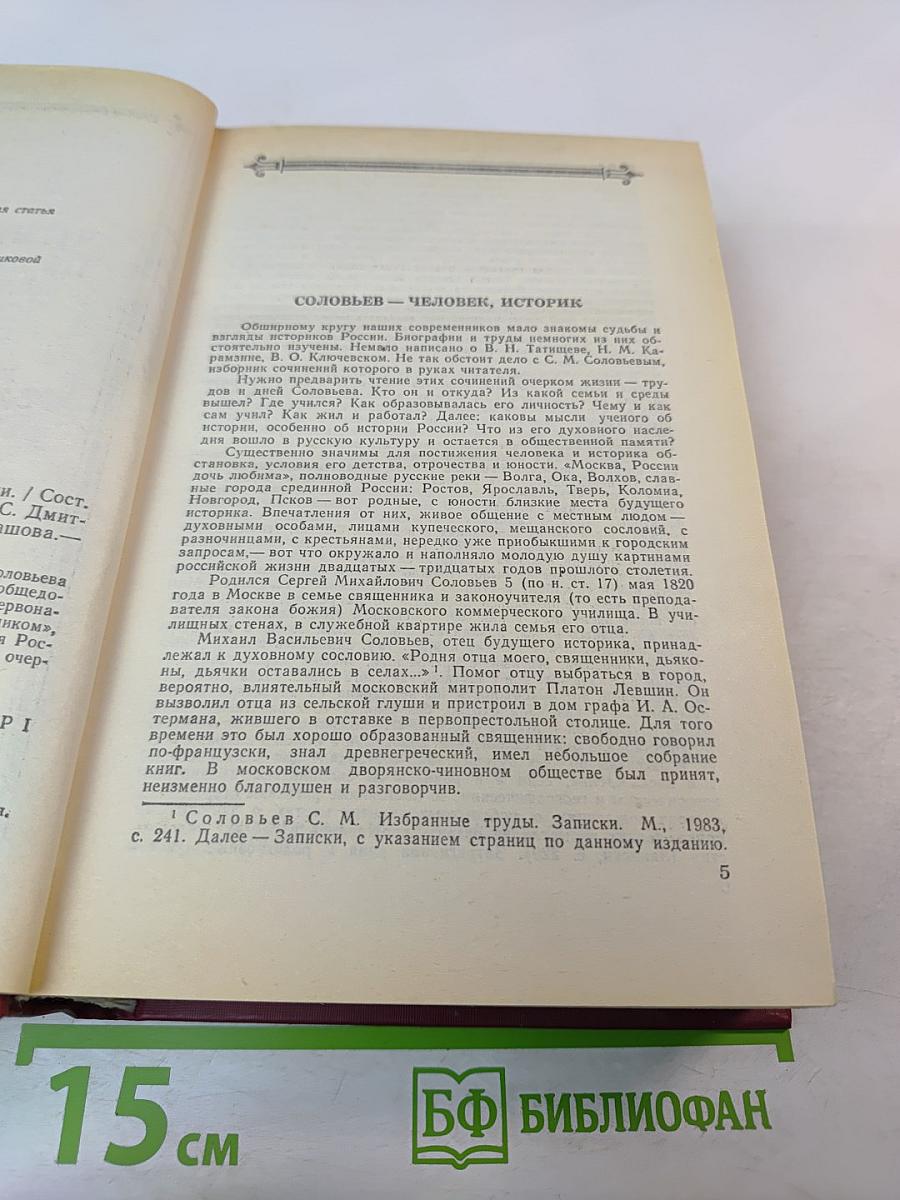 я статья
иковой
и. / Сост.
С. Дмит-
ашова.—
оловьева
общедо-
ервона-
ником»,
я Рос-
очер-
Р I
СОЛОВЬЕВ — ЧЕЛОВЕК, ИСТОРИК
Обширному кругу наших современников мало знакомы судьбы и
взгляды историков России. Биографии и труды немногих из них об-
стоятельно изучены. Немало написано о В. Н. Татищеве, Н. М. Ка-
рамзине, В. О. Ключевском. Не так обстоит дело с С. М. Соловьевым,
изборник сочинений которого в руках читателя.
Нужно предварить чтение этих сочинений очерком жизни — тру-
дов и дней Соловьева. Кто он и откуда? Из какой семьи и среды
вышел? Где учился? Как образовывалась его личность? Чему и как
сам учил? Как жил и работал? Далее: каковы мысли ученого об
истории, особенно об истории России? Что из его духовного насле-
дия вошло в русскую культуру и остается в общественной памяти?
Существенно значимы для постижения человека и историка об-
становка, условия его детства, отрочества и юности. «Москва, России
дочь любима», полноводные русские реки — Волга, Ока, Волхов, слав-
ные города срединной России: Ростов, Ярославль, Тверь, Коломна,
Новгород, Псков — вот родные, с юности близкие места будущего
историка. Впечатления от них, живое общение с местным людом —
духовными особами, лицами купеческого, мещанского сословий, с
разночинцами, с крестьянами, нередко уже приобыкшими к городским
запросам,— вот что окружало и наполняло молодую душу картинами
российской жизни двадцатых — тридцатых годов прошлого столетия.
Родился Сергей Михайлович Соловьев 5 (по н. ст. 17) мая 1820
года в Москве в семье священника и законоучителя (то есть препода-
вателя закона божия) Московского коммерческого училища. В учи-
лищных стенах, в служебной квартире жила семья его отца.
Михаил Васильевич Соловьев, отец будущего историка, принад-
лежал к духовному сословию. «Родня отца моего, священники, дьяко-
ны, дьячки оставались в селах...» ¹. Помог отцу выбраться в город,
вероятно, влиятельный московский митрополит Платон Левшин. Он
вызволил отца из сельской глуши и пристроил в дом графа И. А. Ос-
термана, жившего в отставке в первопрестольной столице. Для того
времени это был хорошо образованный священник: свободно говорил
по-французски, знал древнегреческий, имел небольшое собрание
книг. В московском дворянско-чиновном обществе был принят,
неизменно благодушен и разговорчив.
¹ Соловьев С. М. Избранные труды. Записки. М., 1983,
с. 241. Далее — Записки, с указанием страниц по данному изданию.
5
15 см
БФ БИБЛИОФАН